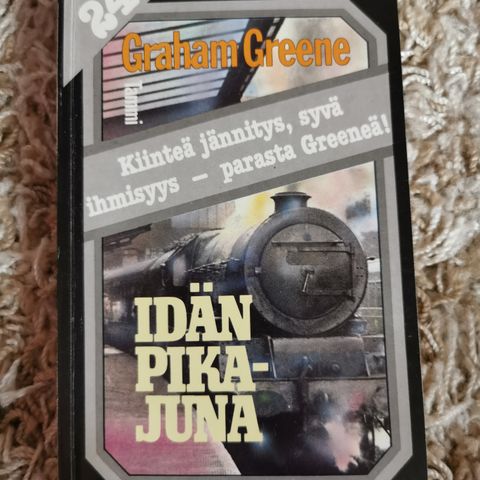 Graham Greene
Tammi
Kiinteä jännitys, syvä
ihmisyys – parasta Greeneä!
IDÄN
PIKA-
JUNA